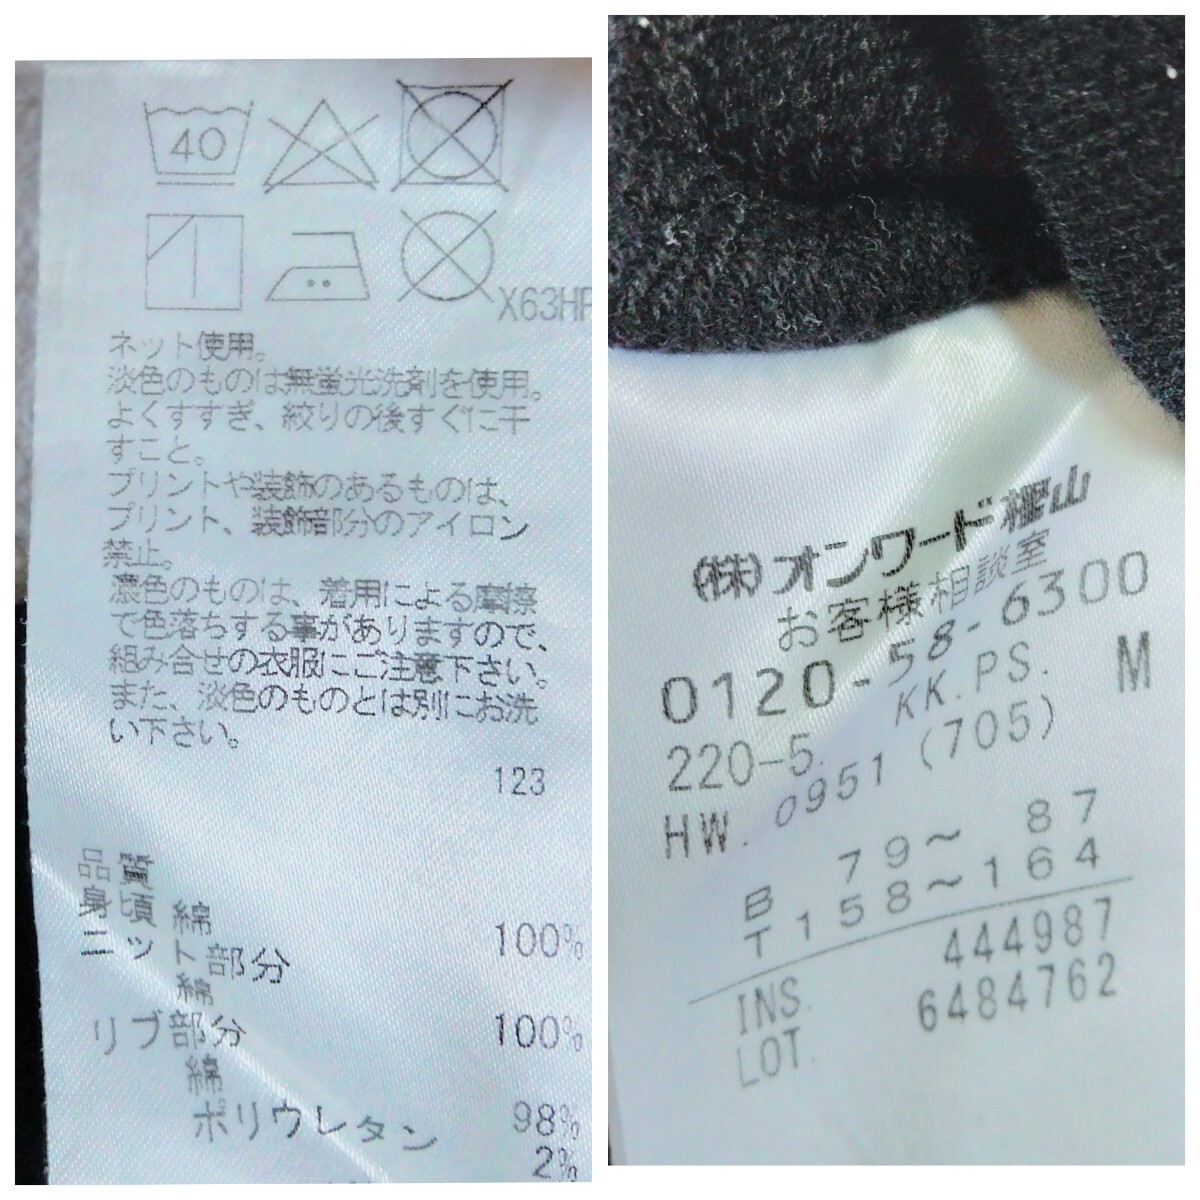 40
X63HF
ネット使用。
淡色のものは無蛍光洗剤を使用。
よくすすぎ、絞りの後すぐに干
すこと。
プリントや装飾のあるものは、
プリント、装飾部分のアイロン
禁止。
濃色のものは、着用による摩擦
で色落ちする事がありますので、
組み合せの衣服にご注意下さい。
また、淡色のものとは別にお洗
い下さい。
123
品質
身頃
綿 100%
ニット部分
綿 100%
リブ部分
綿 98%
ポリウレタン 2%
(株)オンワード樫山
お客様相談室
0120-58-6300
220-5. KK.PS. M
HW. 0951 (705)
B 79~ 87
T 158~164
INS. 444987
LOT. 6484762